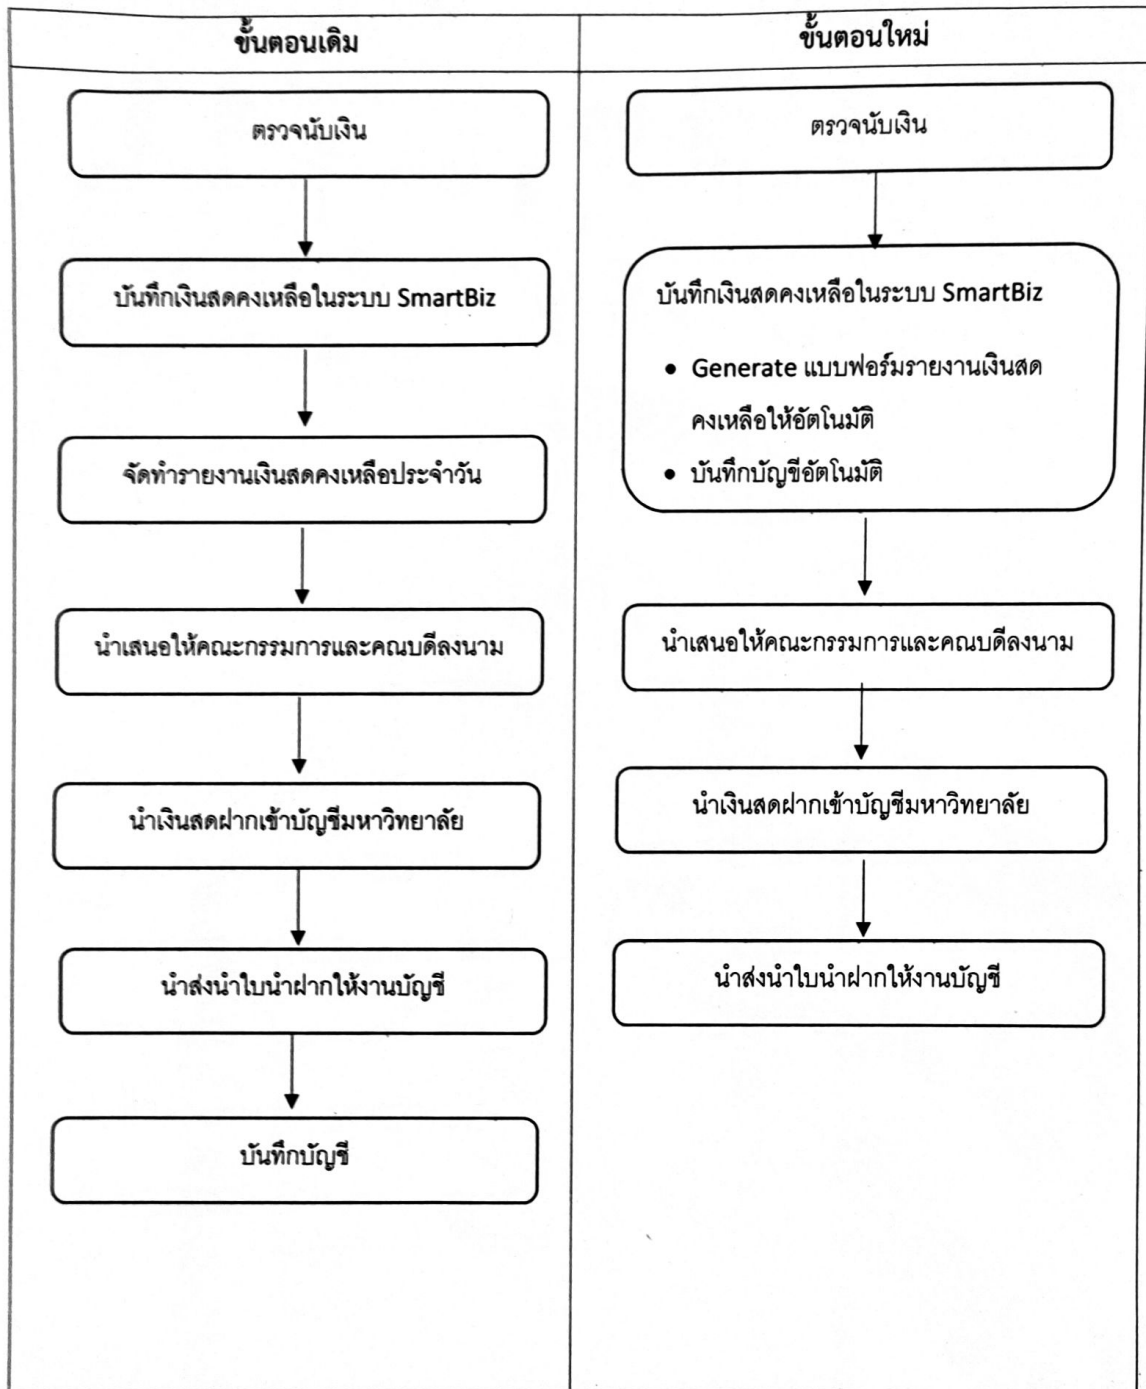 ขั้นตอนเดิม
ตรวจนับเงิน
บันทึกเงินสดคงเหลือในระบบ SmartBiz
จัดทำรายงานเงินสดคงเหลือประจำวัน
นำเสนอให้คณะกรรมการและคณบดีลงนาม
นำเงินสดฝากเข้าบัญชีมหาวิทยาลัย
นำส่งนำใบนำฝากให้งานบัญชี
บันทึกบัญชี
ขั้นตอนใหม่
ตรวจนับเงิน
บันทึกเงินสดคงเหลือในระบบ SmartBiz
• Generate แบบฟอร์มรายงานเงินสด
คงเหลือให้อัตโนมัติ
• บันทึกบัญชีอัตโนมัติ
นำเสนอให้คณะกรรมการและคณบดีลงนาม
นำเงินสดฝากเข้าบัญชีมหาวิทยาลัย
นำส่งนำใบนำฝากให้งานบัญชี